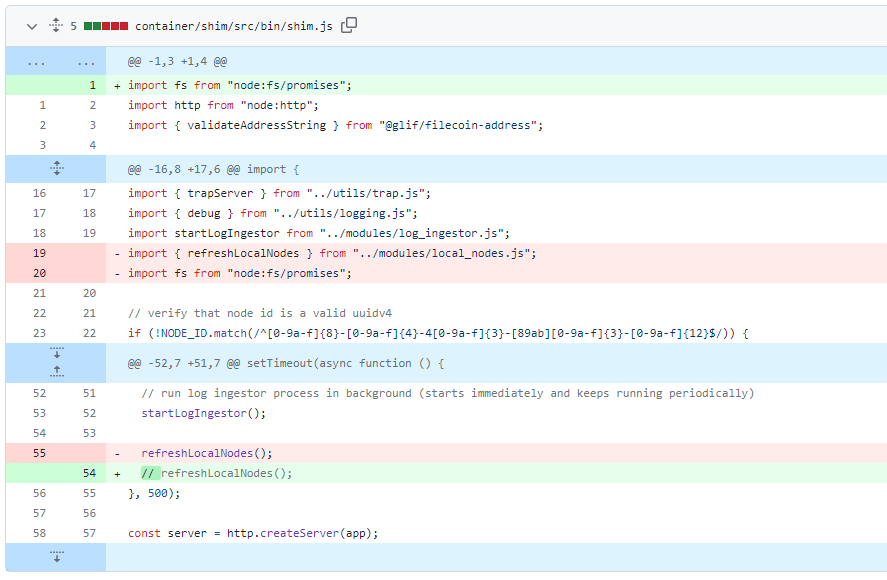 5 container/shim/src/bin/shim.js
... ... @@ -1,3 +1,4 @@
1 + import fs from "node:fs/promises";
1 2 import http from "node:http";
2 3 import { validateAddressString } from "@glif/filecoin-address";
3 4
@@ -16,8 +17,6 @@ import {
16 17 import { trapServer } from "../utils/trap.js";
17 18 import { debug } from "../utils/logging.js";
18 19 import startLogIngestor from "../modules/log_ingestor.js";
19 - import { refreshLocalNodes } from "../modules/local_nodes.js";
20 - import fs from "node:fs/promises";
21 20
22 21 // verify that node id is a valid uuidv4
23 22 if (!NODE_ID.match(/^[0-9a-f]{8}-[0-9a-f]{4}-4[0-9a-f]{3}-[89ab][0-9a-f]{3}-[0-9a-f]{12}$/)) {
@@ -52,7 +51,7 @@ setTimeout(async function () {
52 51 // run log ingestor process in background (starts immediately and keeps running periodically)
53 52 startLogIngestor();
54 53
55 - refreshLocalNodes();
54 + // refreshLocalNodes();
56 55 }, 500);
57 56
58 57 const server = http.createServer(app);